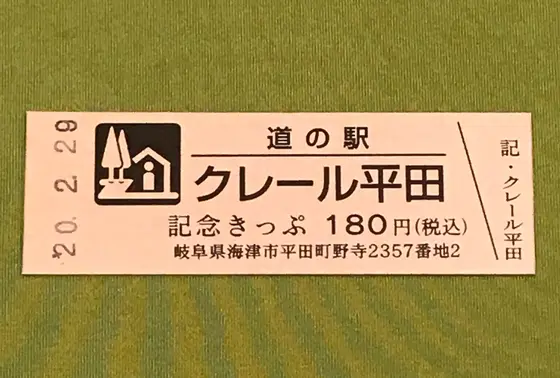 20.2.29
道の駅
クレール平田
記念きっぷ 180円(税込)
岐阜県海津市平田町野寺2357番地2
記・クレール平田